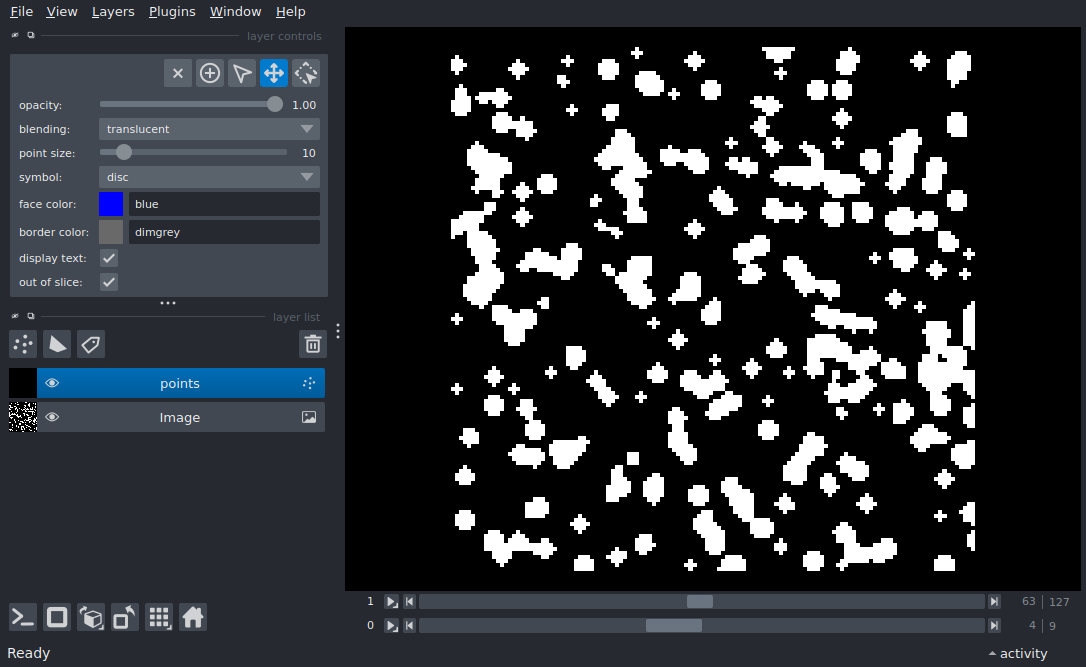 File View Layers Plugins Window Help
layer controls
opacity: 1.00
blending: translucent
point size: 10
symbol: disc
face color: blue
border color: dimgrey
display text:
out of slice:
layer list
points
Image
1 63 127
0 4 9
Ready activity